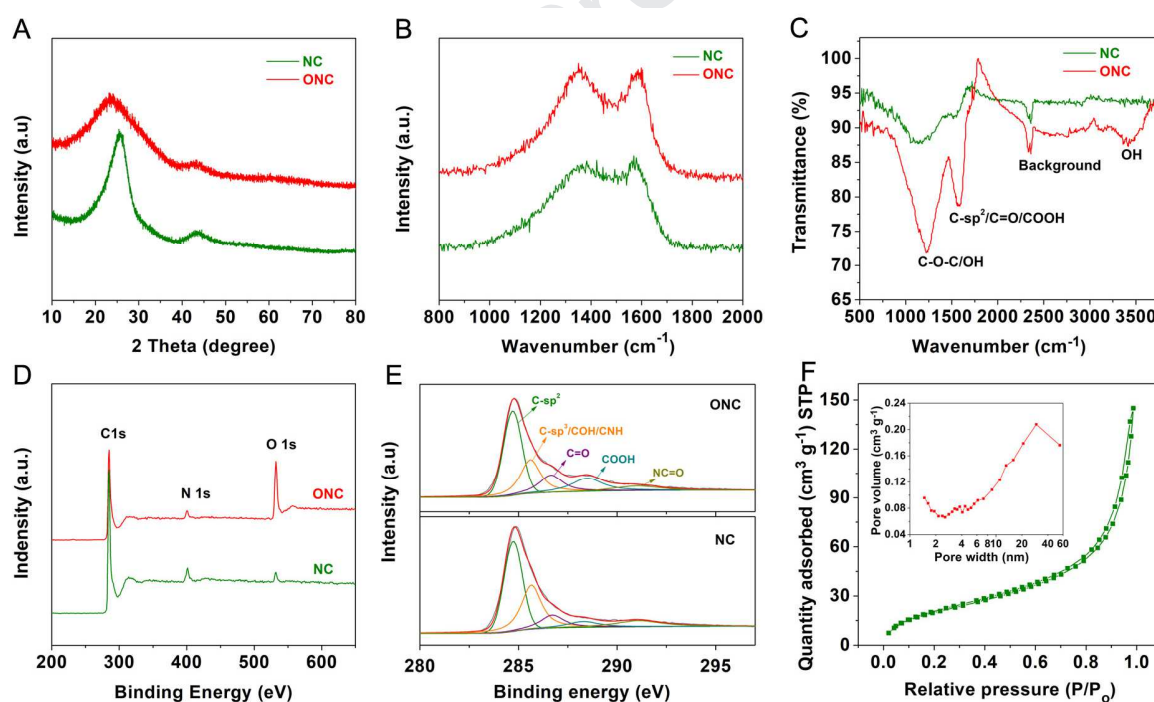 A
NC
ONC
Intensity (a.u)
10 20 30 40 50 60 70 80
2 Theta (degree)
B
NC
ONC
Intensity (a.u)
800 1000 1200 1400 1600 1800 2000
Wavenumber (cm⁻¹)
C
NC
ONC
Transmittance (%)
100
95
90
85
80
75
70
65
Background
OH
C-sp²/C=O/COOH
C-O-C/OH
500 1000 1500 2000 2500 3000 3500
Wavenumber (cm⁻¹)
D
C1s
N 1s
O 1s
ONC
NC
Indensity (a.u)
200 300 400 500 600
Binding Energy (eV)
E
ONC
C-sp²
C-sp³/COH/CNH
C=O
COOH
NC=O
NC
Intensity (a.u)
280 285 290 295
Binding energy (eV)
F
Quantity adsorbed (cm³ g⁻¹) STP
150
120
90
60
30
0
0.24
0.20
0.16
0.12
0.08
0.04
Pore volume (cm³ g⁻¹)
1 2 4 6 8 10 20 40 60
Pore width (nm)
0.0 0.2 0.4 0.6 0.8 1.0
Relative pressure (P/Pₒ)